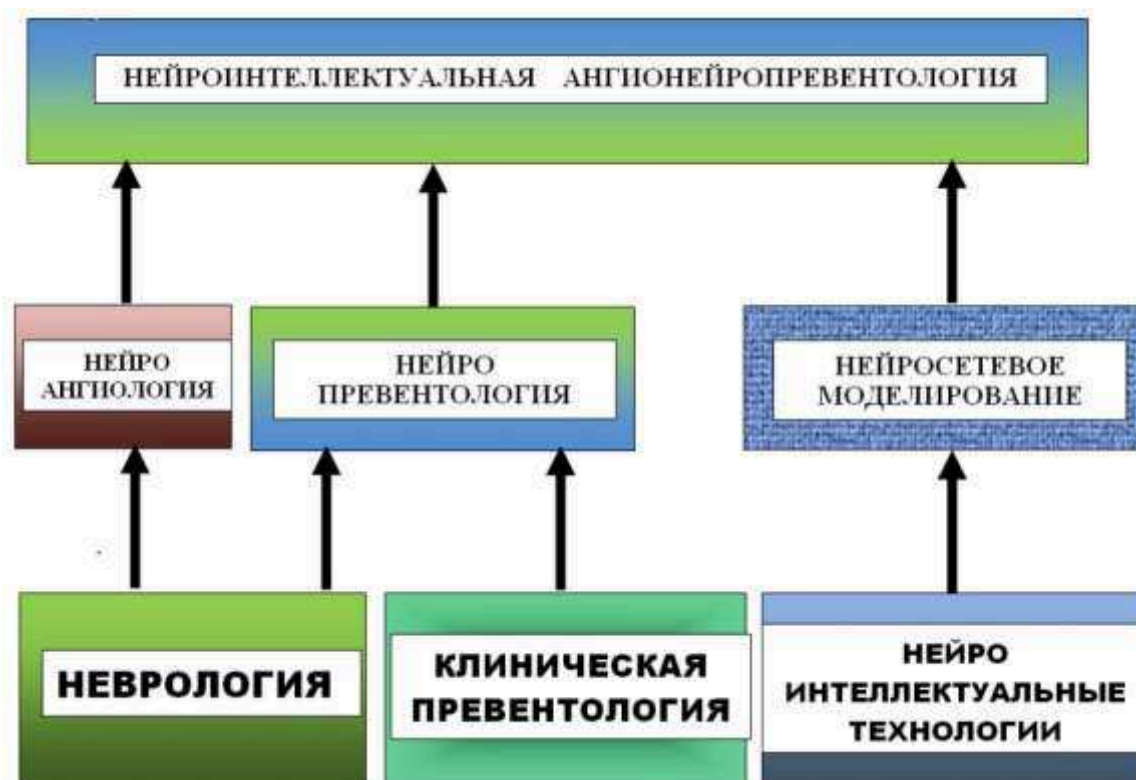 НЕЙРОИНТЕЛЛЕКТУАЛЬНАЯ АНГИОНЕЙРОПРЕВЕНТОЛОГИЯ
НЕЙРО
АНГИОЛОГИЯ
НЕЙРО
ПРЕВЕНТОЛОГИЯ
НЕЙРОСЕТЕВОЕ
МОДЕЛИРОВАНИЕ
НЕВРОЛОГИЯ
КЛИНИЧЕСКАЯ
ПРЕВЕНТОЛОГИЯ
НЕЙРО
ИНТЕЛЛЕКТУАЛЬНЫЕ
ТЕХНОЛОГИИ